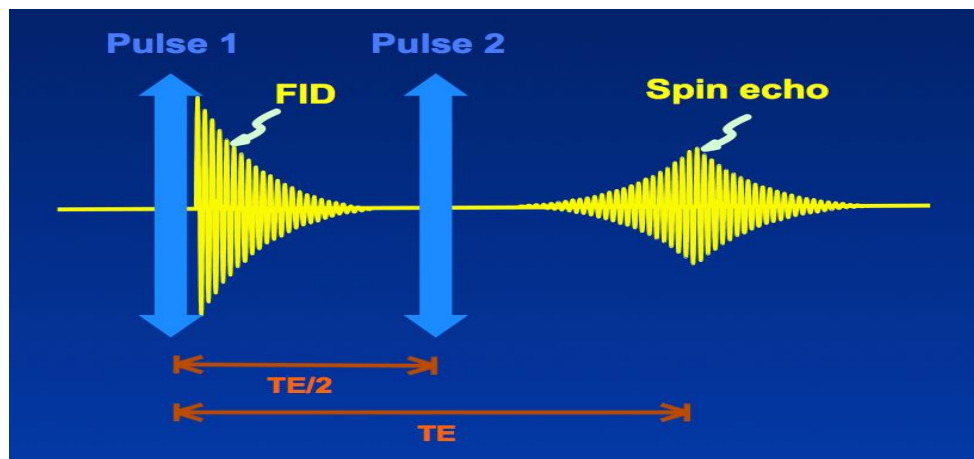 Pulse 1
Pulse 2
FID
Spin echo
TE/2
TE